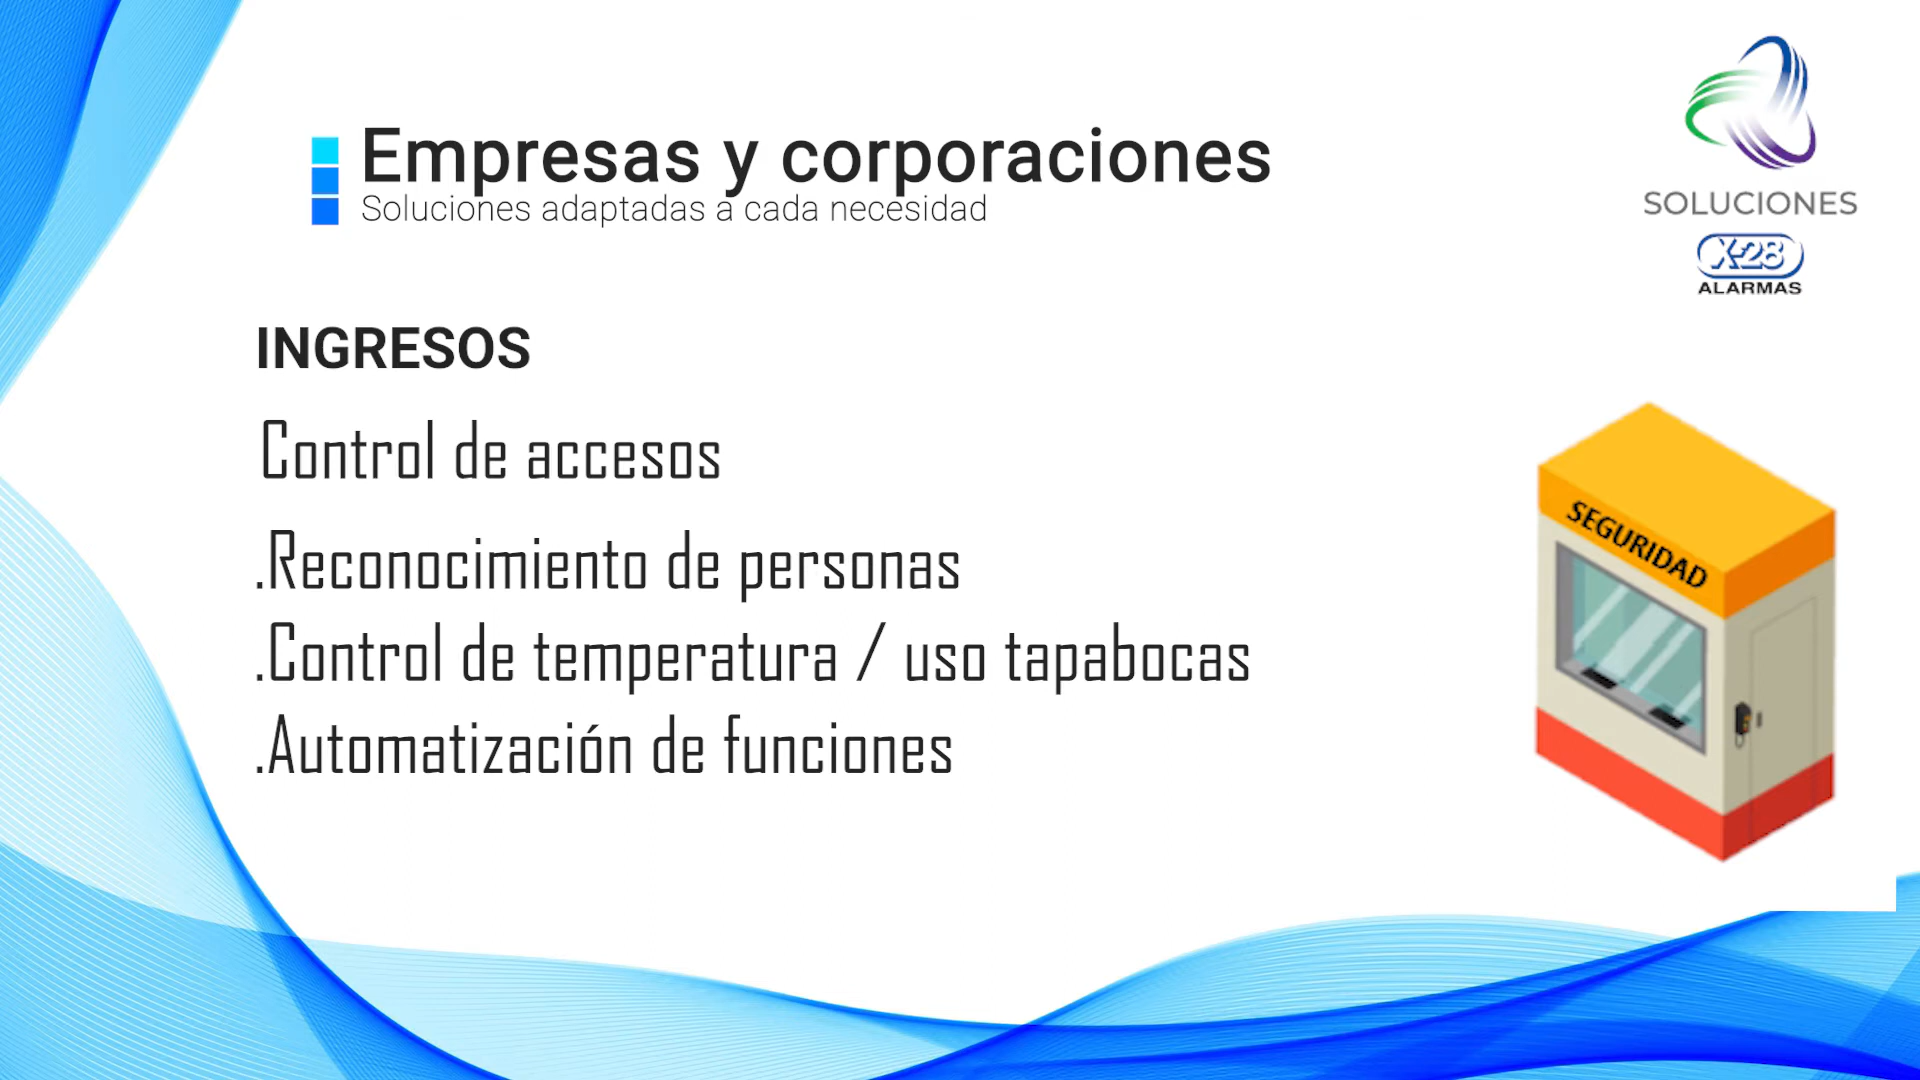 Empresas y corporaciones
Soluciones adaptadas a cada necesidad
SOLUCIONES
X-28
ALARMAS
INGRESOS
Control de accesos
.Reconocimiento de personas
.Control de temperatura / uso tapabocas
.Automatización de funciones
SEGURIDAD